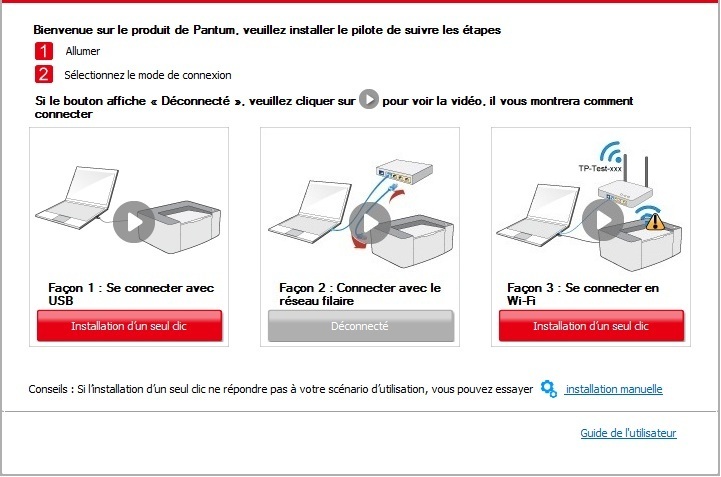 Bienvenue sur le produit de Pantum, veuillez installer le pilote de suivre les étapes
1 Allumer
2 Sélectionnez le mode de connexion
Si le bouton affiche « Déconnecté », veuillez cliquer sur pour voir la vidéo, il vous montrera comment
connecter
TP-Test-xxx
Façon 1 : Se connecter avec
USB
Installation d'un seul clic
Façon 2 : Connecter avec le
réseau filaire
Déconnecté
Façon 3 : Se connecter en
Wi-Fi
Installation d'un seul clic
Conseils : Si l'installation d'un seul clic ne répondre pas à votre scénario d'utilisation, vous pouvez essayer installation manuelle
Guide de l'utilisateur